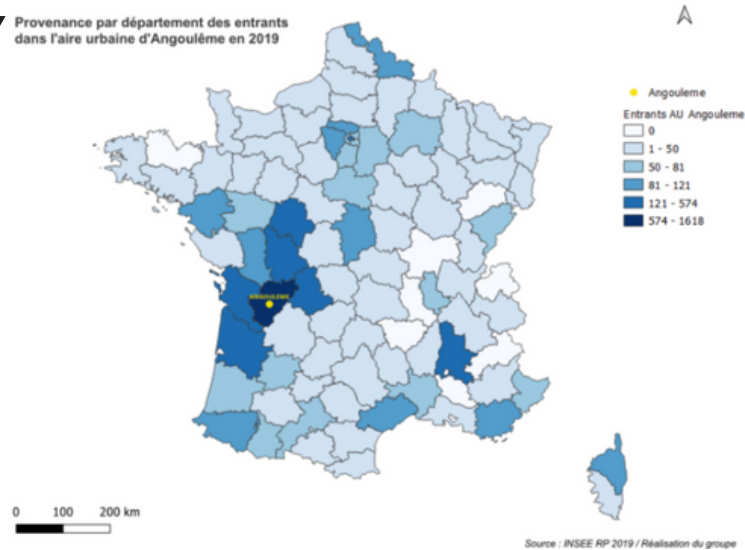 Provenance par département des entrants
dans l'aire urbaine d'Angoulême en 2019
Angouleme
Entrants AU Angouleme
0
1 - 50
50 - 81
81 - 121
121 - 574
574 - 1618
ANGOULEME
0 100 200 km
Source : INSEE RP 2019 / Réalisation du groupe